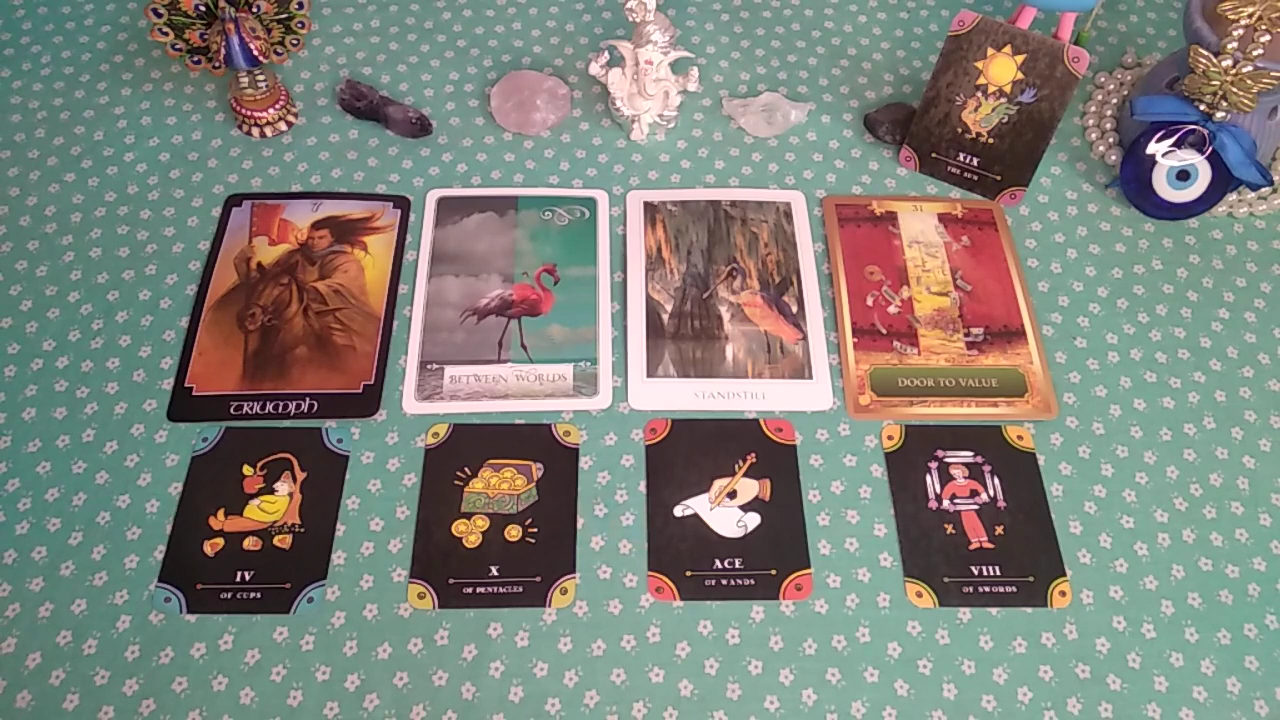 XIX
THE SUN
TRIUMPH
BETWEEN WORLDS
STANDSTILL
31
DOOR TO VALUE
IV
OF CUPS
X
OF PENTACLES
ACE
OF WANDS
VIII
OF SWORDS